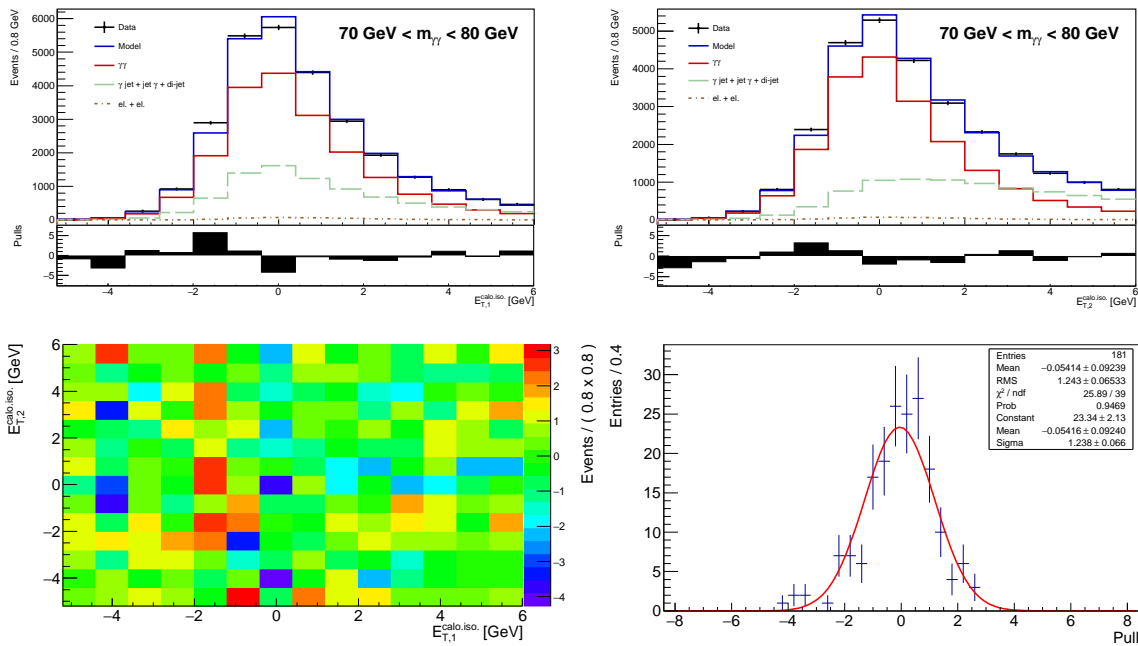 Events / 0.8 GeV
6000
5000
4000
3000
2000
1000
0
Data
Model
γγ
γ jet + jet γ + di-jet
el. + el.
70 GeV < mγγ < 80 GeV
Pulls
5
0
−5
−4 −2 0 2 4 6
E_T,1^calo.iso. [GeV]
Events / 0.8 GeV
5000
4000
3000
2000
1000
0
Data
Model
γγ
γ jet + jet γ + di-jet
el. + el.
70 GeV < mγγ < 80 GeV
Pulls
5
0
−5
−4 −2 0 2 4 6
E_T,2^calo.iso. [GeV]
E_T,2^calo.iso. [GeV]
6
4
2
0
−2
−4
−4 −2 0 2 4 6
E_T,1^calo.iso. [GeV]
3
2
1
0
−1
−2
−3
−4
Events / ( 0.8 x 0.8 )
Entries / 0.4
30
25
20
15
10
5
0
−8 −6 −4 −2 0 2 4 6 8
Pull
Entries 181
Mean −0.05414 ± 0.09239
RMS 1.243 ± 0.06533
χ² / ndf 25.89 / 39
Prob 0.9469
Constant 23.34 ± 2.13
Mean −0.05416 ± 0.09240
Sigma 1.238 ± 0.066